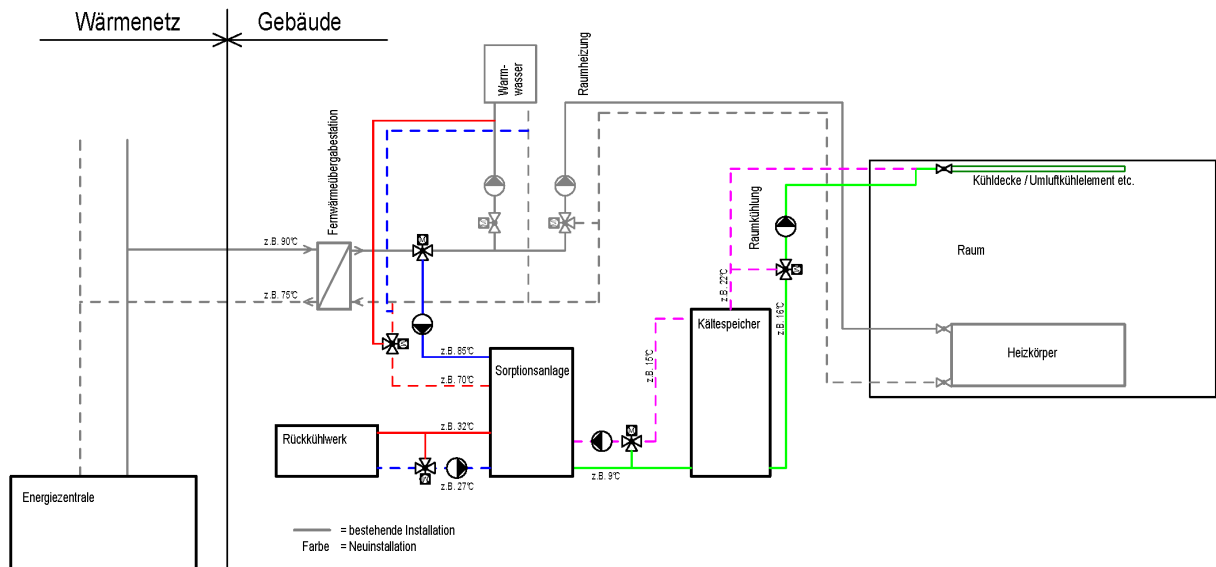 Wärmenetz
Gebäude
Warm-
wasser
Raumheizung
Fernwärmeübergabestation
z.B. 90°C
z.B. 75°C
M
M
M
M
z.B. 85°C
z.B. 70°C
Sorptionsanlage
Rückkühlwerk
z.B. 32°C
z.B. 27°C
M
M
z.B. 9°C
z.B. 15°C
Kältespeicher
z.B. 22°C
Raumkühlung
z.B. 16°C
M
Kühldecke / Umluftkühlelement etc.
Raum
Heizkörper
Energiezentrale
= bestehende Installation
Farbe = Neuinstallation